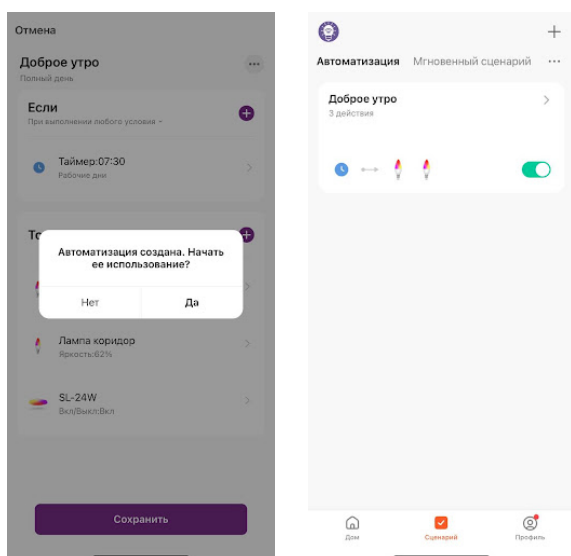 Отмена
Доброе утро
Полный день
Если
При выполнении любого условия
Таймер:07:30
Рабочие дни
То
Автоматизация создана. Начать
ее использование?
Нет
Да
Лампа коридор
Яркость:62%
SL-24W
Вкл/Выкл:Вкл
Сохранить
Автоматизация
Мгновенный сценарий
Доброе утро
3 действия
Дом
Сценарий
Профиль